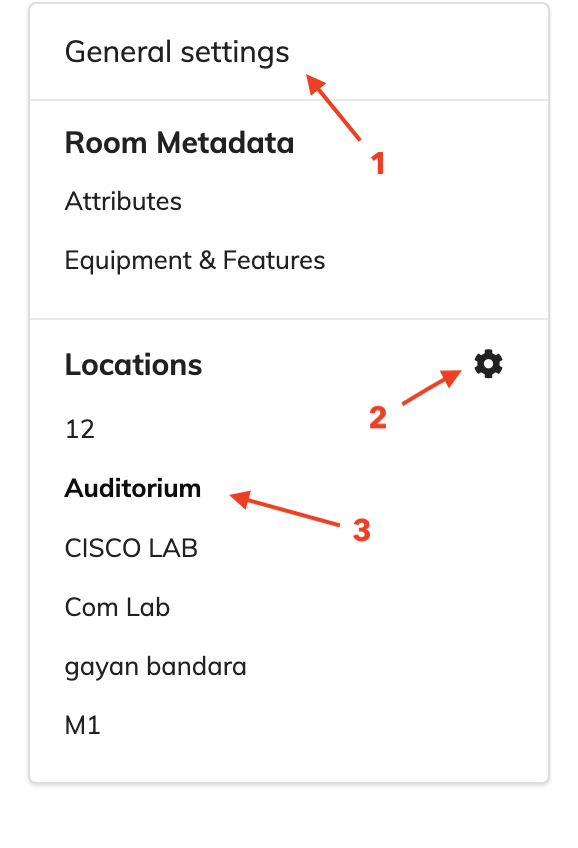 General settings
1
Room Metadata
Attributes
Equipment & Features
Locations
2
12
Auditorium
3
CISCO LAB
Com Lab
gayan bandara
M1